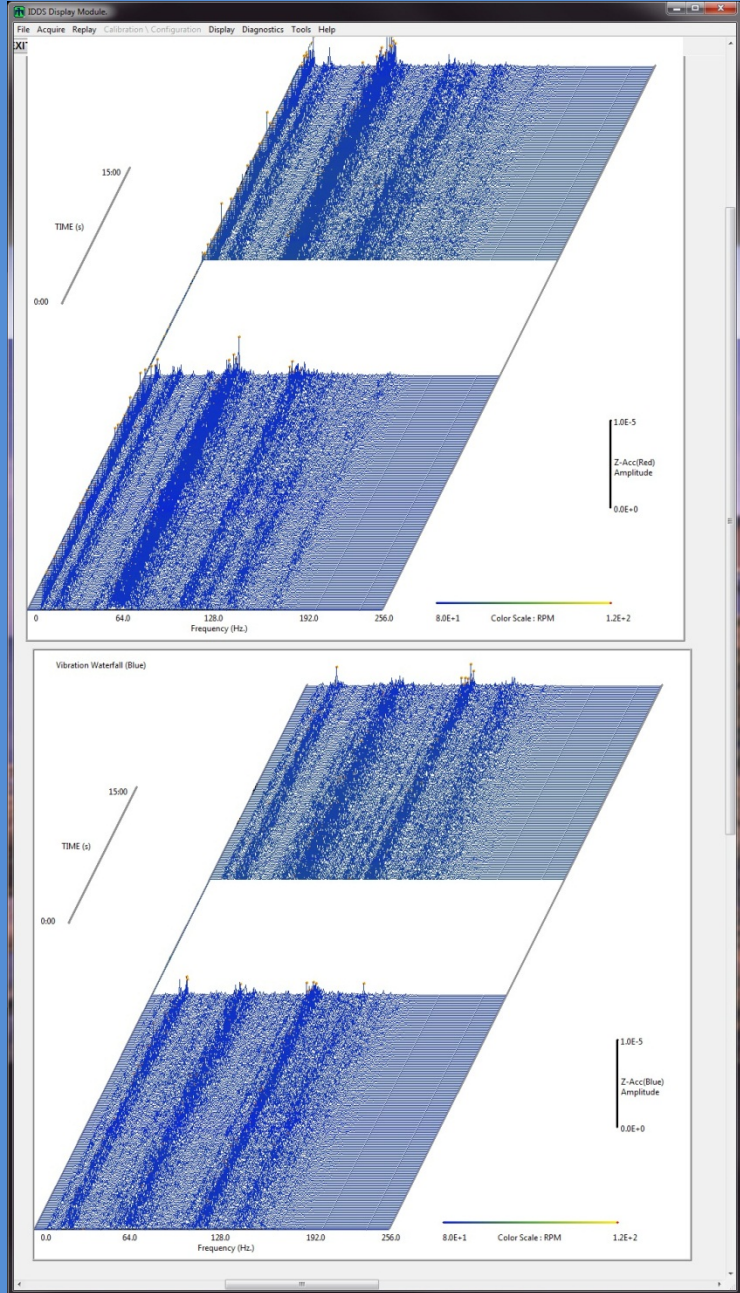 IDDS Display Module.
File Acquire Replay Calibration \ Configuration Display Diagnostics Tools Help
15:00
TIME (s)
0:00
1.0E-5
Z-Acc(Red)
Amplitude
0.0E+0
0 64.0 128.0 192.0 256.0
Frequency (Hz.)
8.0E+1 Color Scale : RPM 1.2E+2
Vibration Waterfall (Blue)
15:00
TIME (s)
0:00
1.0E-5
Z-Acc(Blue)
Amplitude
0.0E+0
0.0 64.0 128.0 192.0 256.0
Frequency (Hz.)
8.0E+1 Color Scale : RPM 1.2E+2